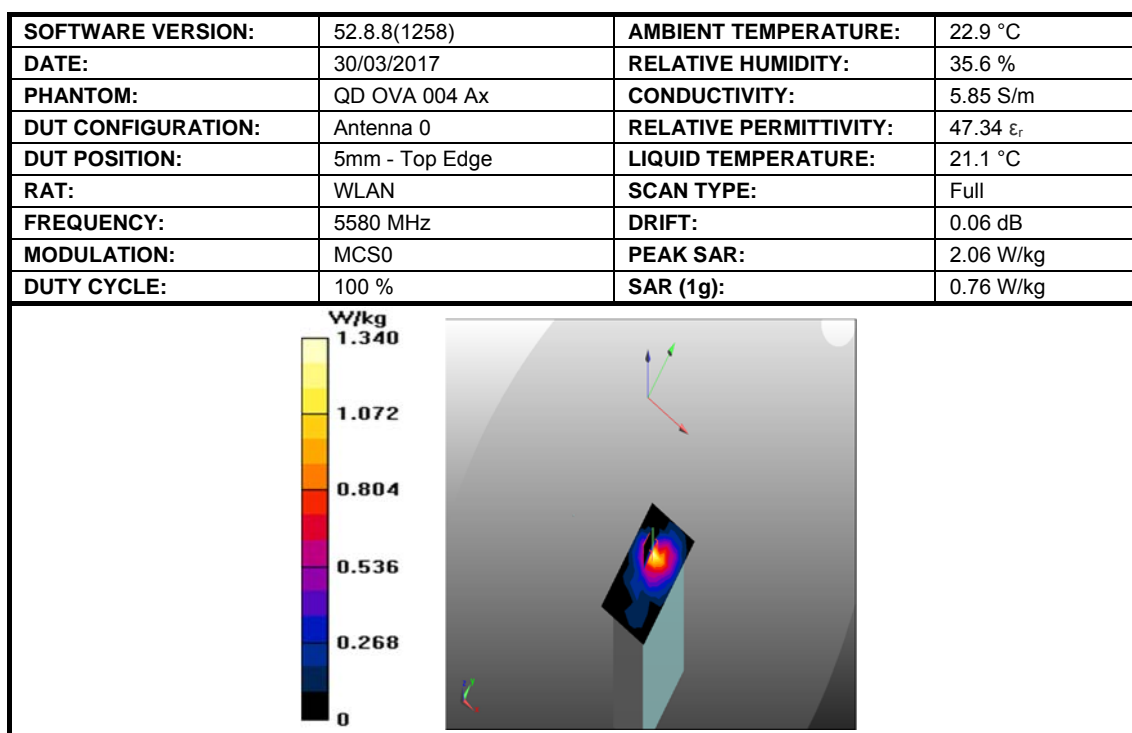 SOFTWARE VERSION: 52.8.8(1258) AMBIENT TEMPERATURE: 22.9 °C
DATE: 30/03/2017 RELATIVE HUMIDITY: 35.6 %
PHANTOM: QD OVA 004 Ax CONDUCTIVITY: 5.85 S/m
DUT CONFIGURATION: Antenna 0 RELATIVE PERMITTIVITY: 47.34 εr
DUT POSITION: 5mm - Top Edge LIQUID TEMPERATURE: 21.1 °C
RAT: WLAN SCAN TYPE: Full
FREQUENCY: 5580 MHz DRIFT: 0.06 dB
MODULATION: MCS0 PEAK SAR: 2.06 W/kg
DUTY CYCLE: 100 % SAR (1g): 0.76 W/kg
W/kg
1.340
1.072
0.804
0.536
0.268
0